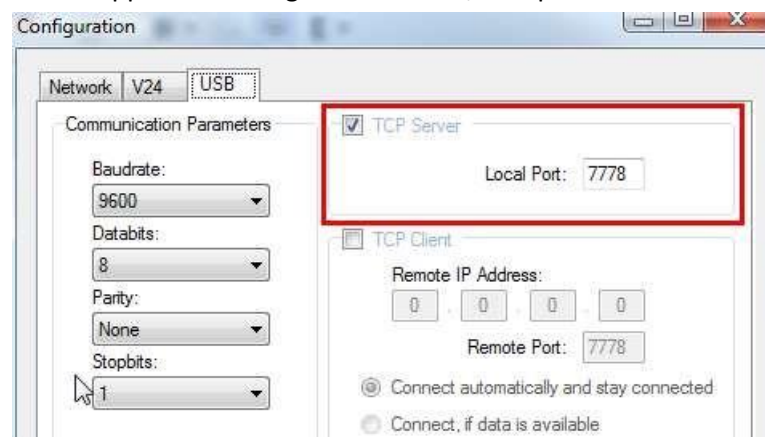 Configuration
Network V24 USB
Communication Parameters
Baudrate:
9600
Databits:
8
Parity:
None
Stopbits:
1
TCP Server
Local Port: 7778
TCP Client
Remote IP Address:
0 . 0 . 0 . 0
Remote Port: 7778
Connect automatically and stay connected
Connect, if data is available